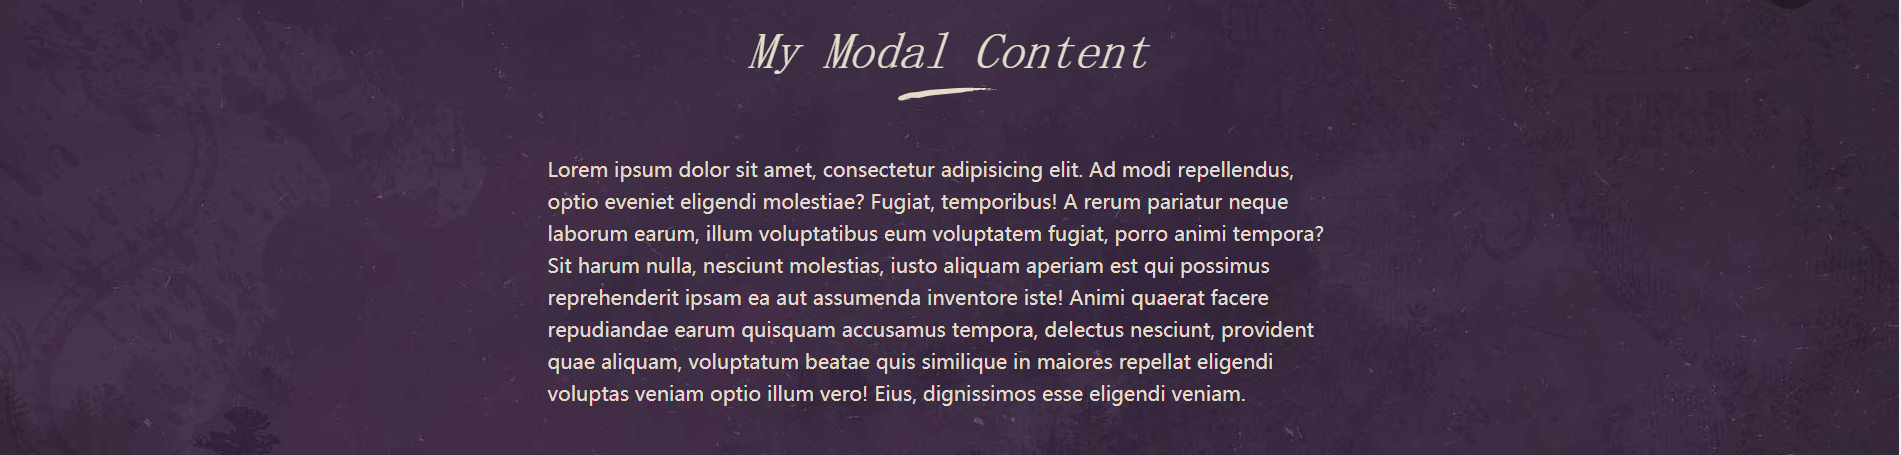 My Modal Content
Lorem ipsum dolor sit amet, consectetur adipisicing elit. Ad modi repellendus,
optio eveniet eligendi molestiae? Fugiat, temporibus! A rerum pariatur neque
laborum earum, illum voluptatibus eum voluptatem fugiat, porro animi tempora?
Sit harum nulla, nesciunt molestias, iusto aliquam aperiam est qui possimus
reprehenderit ipsam ea aut assumenda inventore iste! Animi quaerat facere
repudiandae earum quisquam accusamus tempora, delectus nesciunt, provident
quae aliquam, voluptatum beatae quis similique in maiores repellat eligendi
voluptas veniam optio illum vero! Eius, dignissimos esse eligendi veniam.